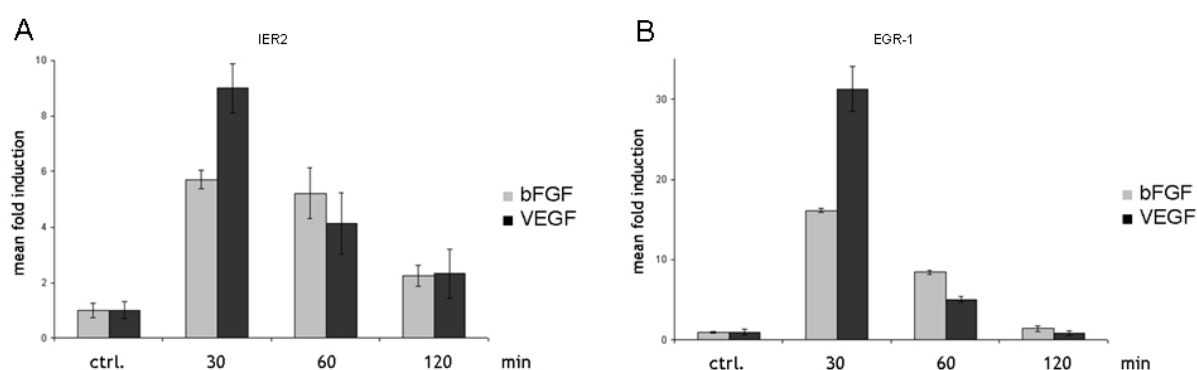 A
IER2
mean fold induction
10
8
6
4
2
0
ctrl. 30 60 120 min
bFGF
VEGF
B
EGR-1
mean fold induction
30
20
10
0
ctrl. 30 60 120 min
bFGF
VEGF